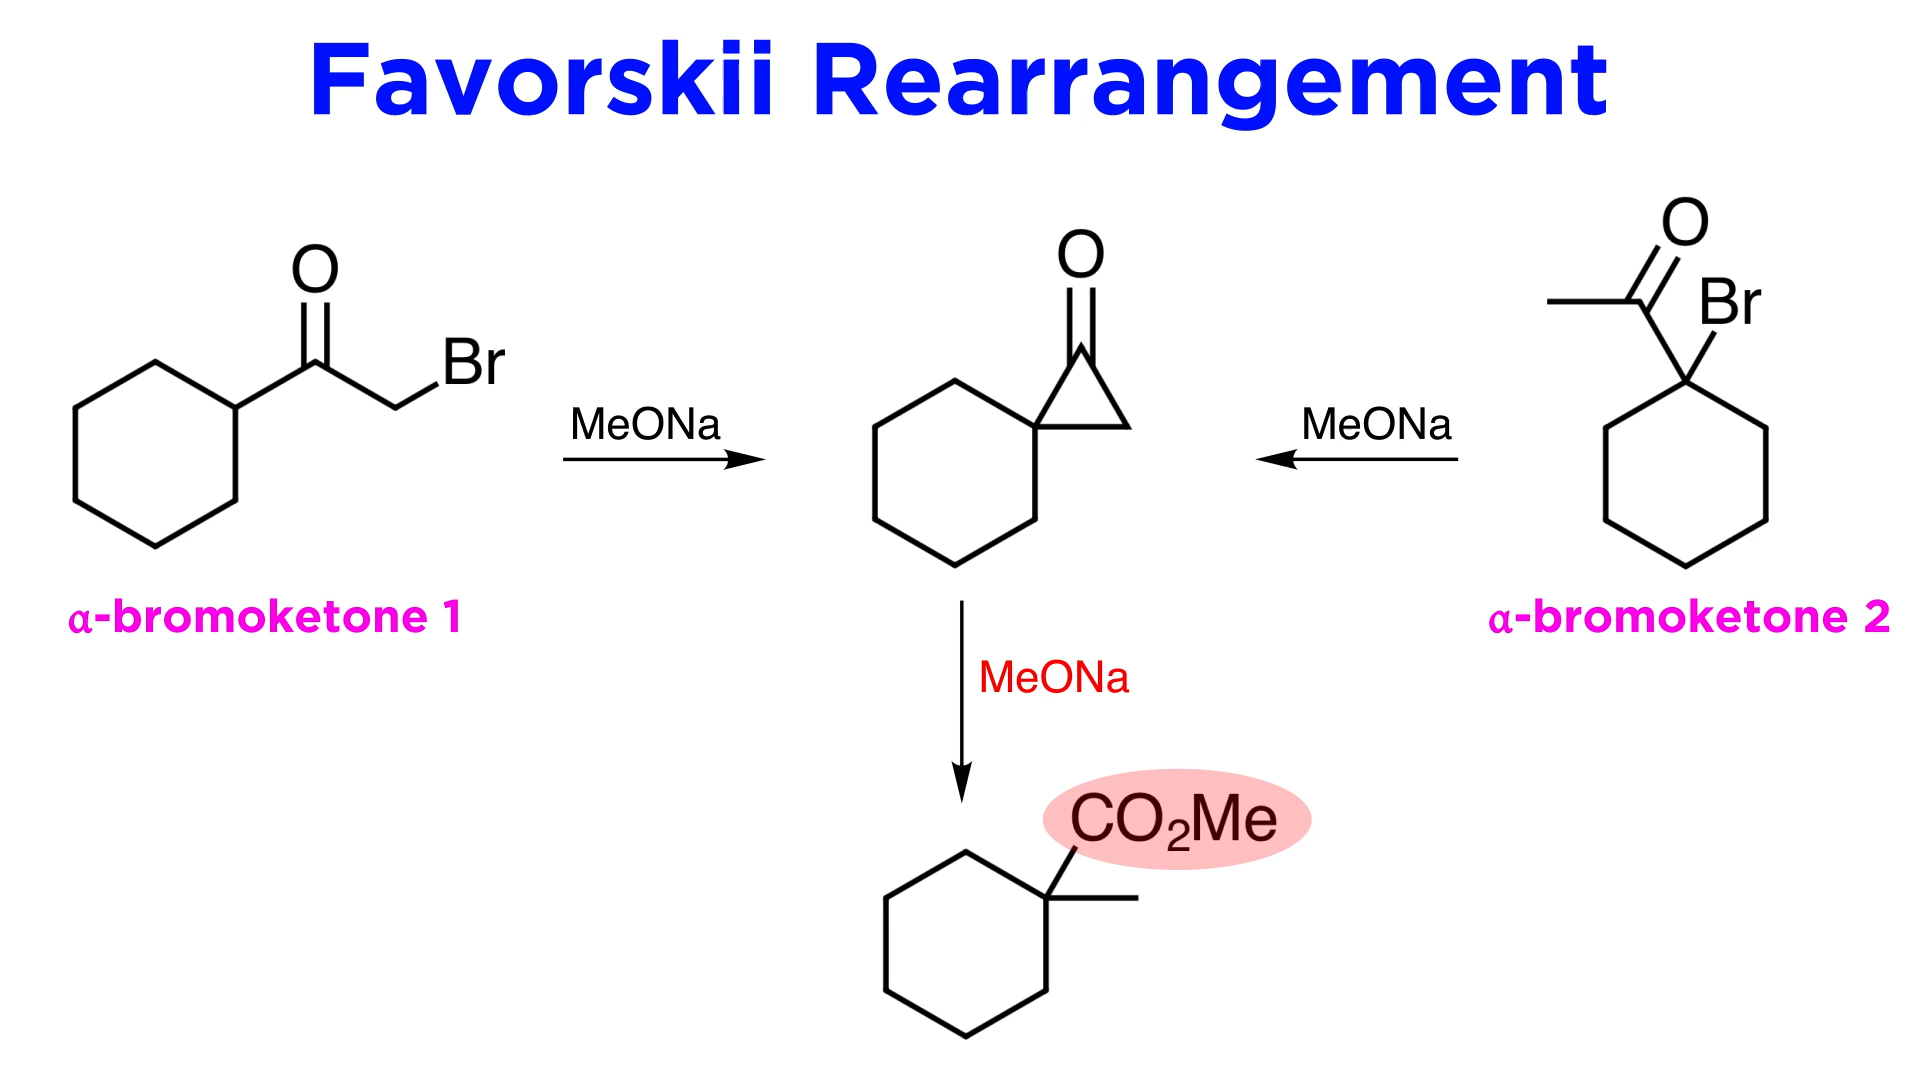 Favorskii Rearrangement
O
Br
α-bromoketone 1
MeONa
O
MeONa
O
Br
α-bromoketone 2
MeONa
CO₂Me